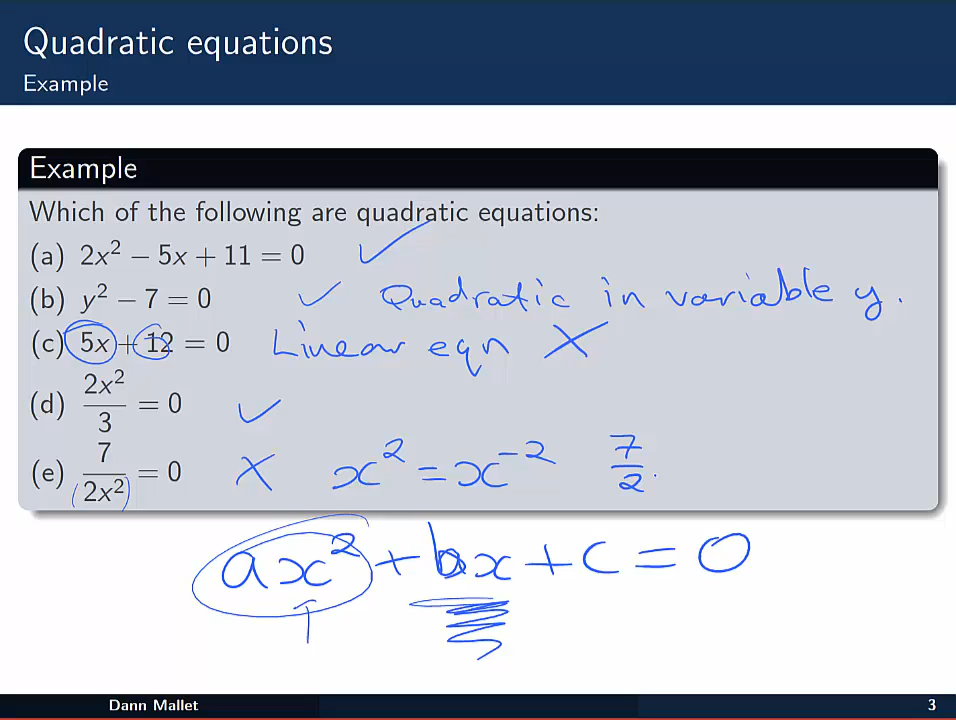 Quadratic equations
Example
Example
Which of the following are quadratic equations:
(a) 2x² − 5x + 11 = 0 ✓
(b) y² − 7 = 0 ✓ Quadratic in variable y.
(c) 5x + 12 = 0 Linear eqn ✗
(d) 2x²/3 = 0 ✓
(e) 7/(2x²) = 0 ✗ x² = x⁻² 7/2
ax² + bx + c = 0
Dann Mallet 3